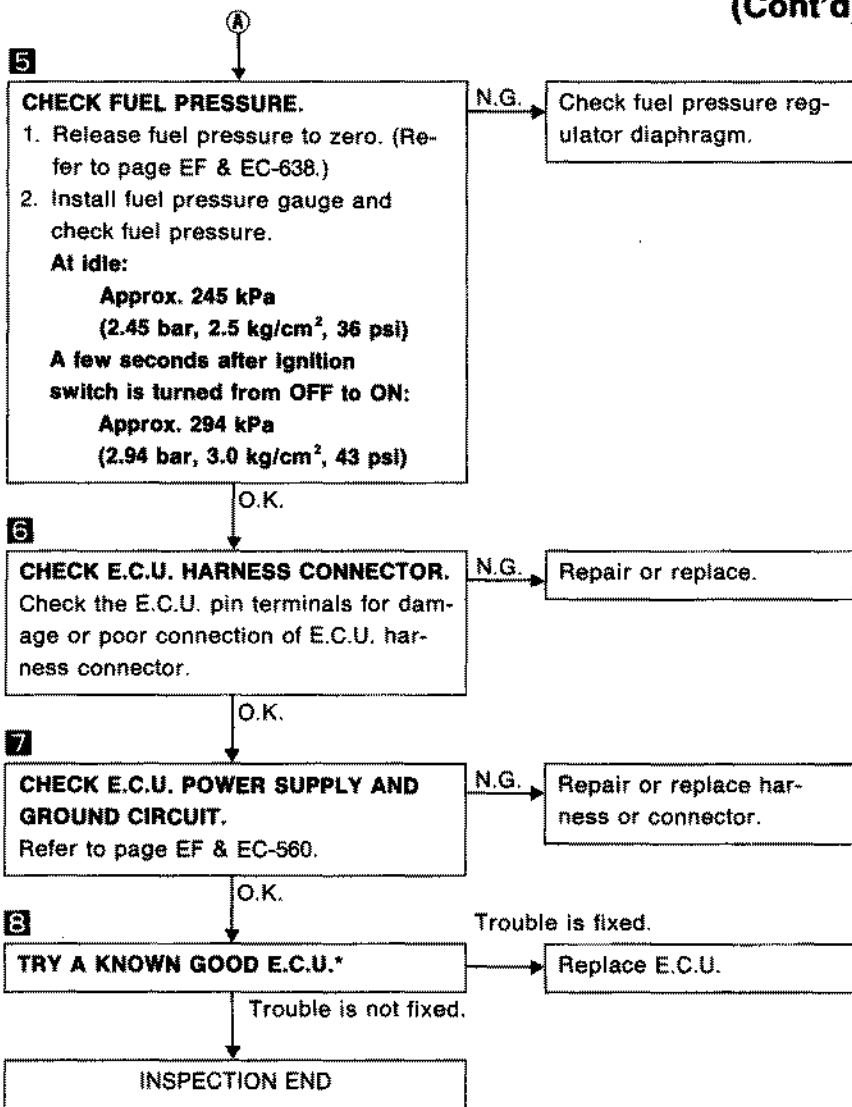 (Cont'd)
A
5
CHECK FUEL PRESSURE.
1. Release fuel pressure to zero. (Re-
fer to page EF & EC-638.)
2. Install fuel pressure gauge and
check fuel pressure.
At idle:
Approx. 245 kPa
(2.45 bar, 2.5 kg/cm², 36 psi)
A few seconds after ignition
switch is turned from OFF to ON:
Approx. 294 kPa
(2.94 bar, 3.0 kg/cm², 43 psi)
N.G.
Check fuel pressure reg-
ulator diaphragm.
O.K.
6
CHECK E.C.U. HARNESS CONNECTOR.
Check the E.C.U. pin terminals for dam-
age or poor connection of E.C.U. har-
ness connector.
N.G.
Repair or replace.
O.K.
7
CHECK E.C.U. POWER SUPPLY AND
GROUND CIRCUIT.
Refer to page EF & EC-560.
N.G.
Repair or replace har-
ness or connector.
O.K.
8
TRY A KNOWN GOOD E.C.U.*
Trouble is fixed.
Replace E.C.U.
Trouble is not fixed.
INSPECTION END